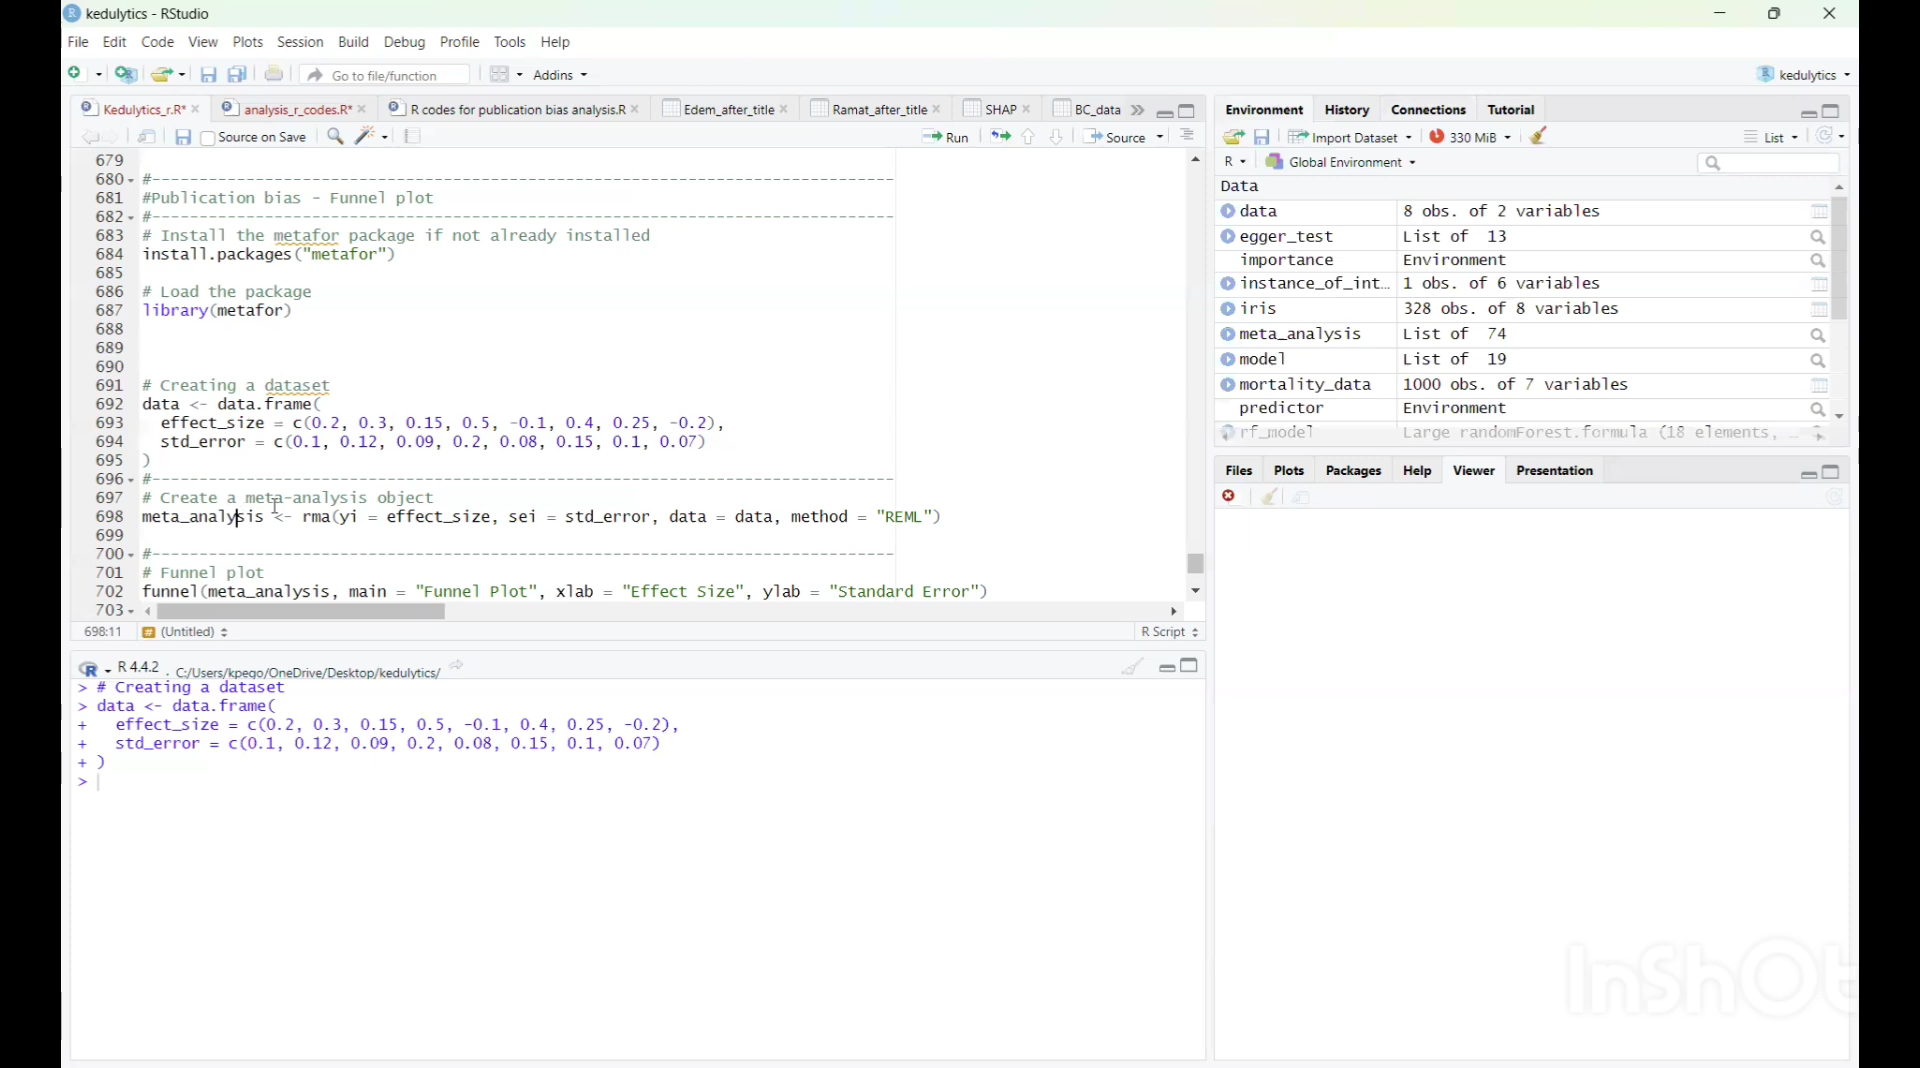 kedulytics - RStudio
File Edit Code View Plots Session Build Debug Profile Tools Help
Go to file/function Addins kedulytics
Kedulytics_r.R* analysis_r_codes.R* R codes for publication bias analysis.R Edem_after_title Ramat_after_title SHAP BC_data
Source on Save Run Source
679
680 #-------------------------------------------------------------------------------
681 #Publication bias - Funnel plot
682 #-------------------------------------------------------------------------------
683 # Install the metafor package if not already installed
684 install.packages("metafor")
685
686 # Load the package
687 library(metafor)
688
689
690
691 # Creating a dataset
692 data <- data.frame(
693 effect_size = c(0.2, 0.3, 0.15, 0.5, -0.1, 0.4, 0.25, -0.2),
694 std_error = c(0.1, 0.12, 0.09, 0.2, 0.08, 0.15, 0.1, 0.07)
695 )
696 #-------------------------------------------------------------------------------
697 # Create a meta-analysis object
698 meta_analysis <- rma(yi = effect_size, sei = std_error, data = data, method = "REML")
699
700 #-------------------------------------------------------------------------------
701 # Funnel plot
702 funnel(meta_analysis, main = "Funnel Plot", xlab = "Effect Size", ylab = "Standard Error")
703
698:11 # (Untitled) R Script
R 4.4.2 . C:/Users/kpego/OneDrive/Desktop/kedulytics/
> # Creating a dataset
> data <- data.frame(
+ effect_size = c(0.2, 0.3, 0.15, 0.5, -0.1, 0.4, 0.25, -0.2),
+ std_error = c(0.1, 0.12, 0.09, 0.2, 0.08, 0.15, 0.1, 0.07)
+ )
>
Environment History Connections Tutorial
Import Dataset 330 MiB List
R Global Environment
Data
data 8 obs. of 2 variables
egger_test List of 13
importance Environment
instance_of_int… 1 obs. of 6 variables
iris 328 obs. of 8 variables
meta_analysis List of 74
model List of 19
mortality_data 1000 obs. of 7 variables
predictor Environment
rf_model Large randomForest.formula (18 elements, …
Files Plots Packages Help Viewer Presentation
InShOt